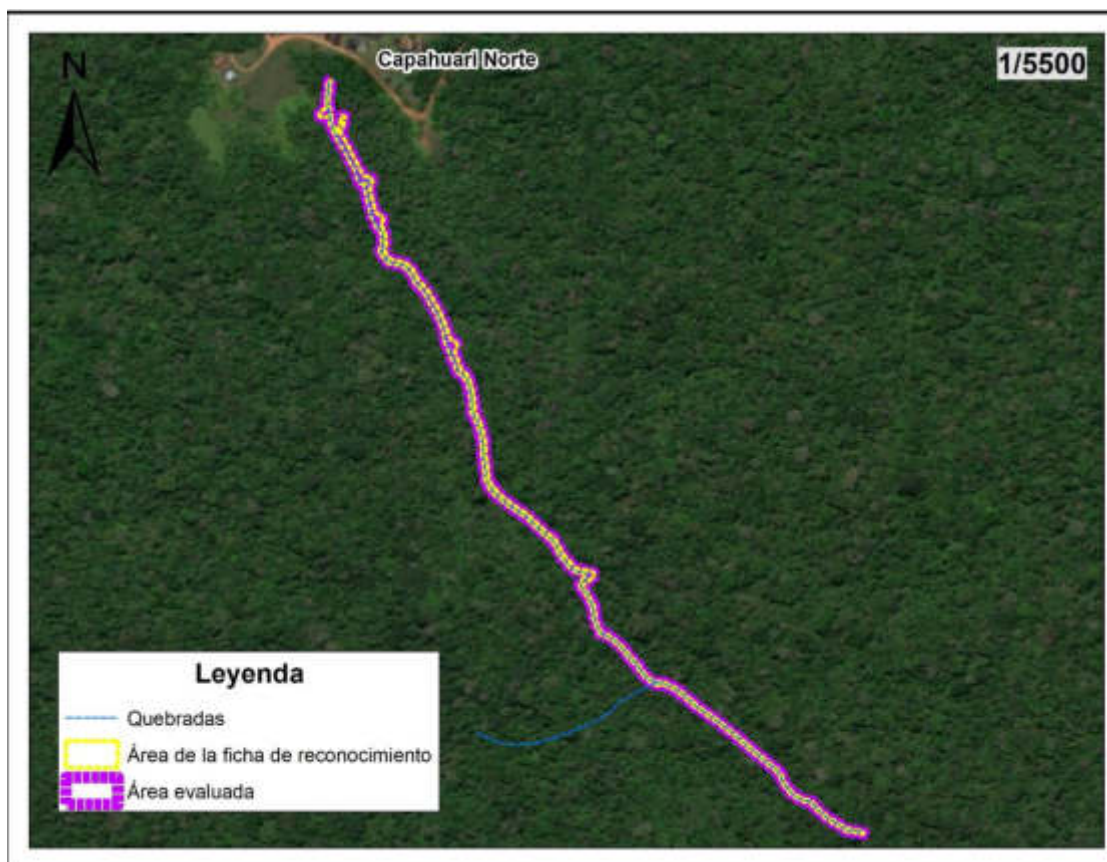 Capahuari Norte
1/5500
N
Leyenda
Quebradas
Área de la ficha de reconocimiento
Área evaluada